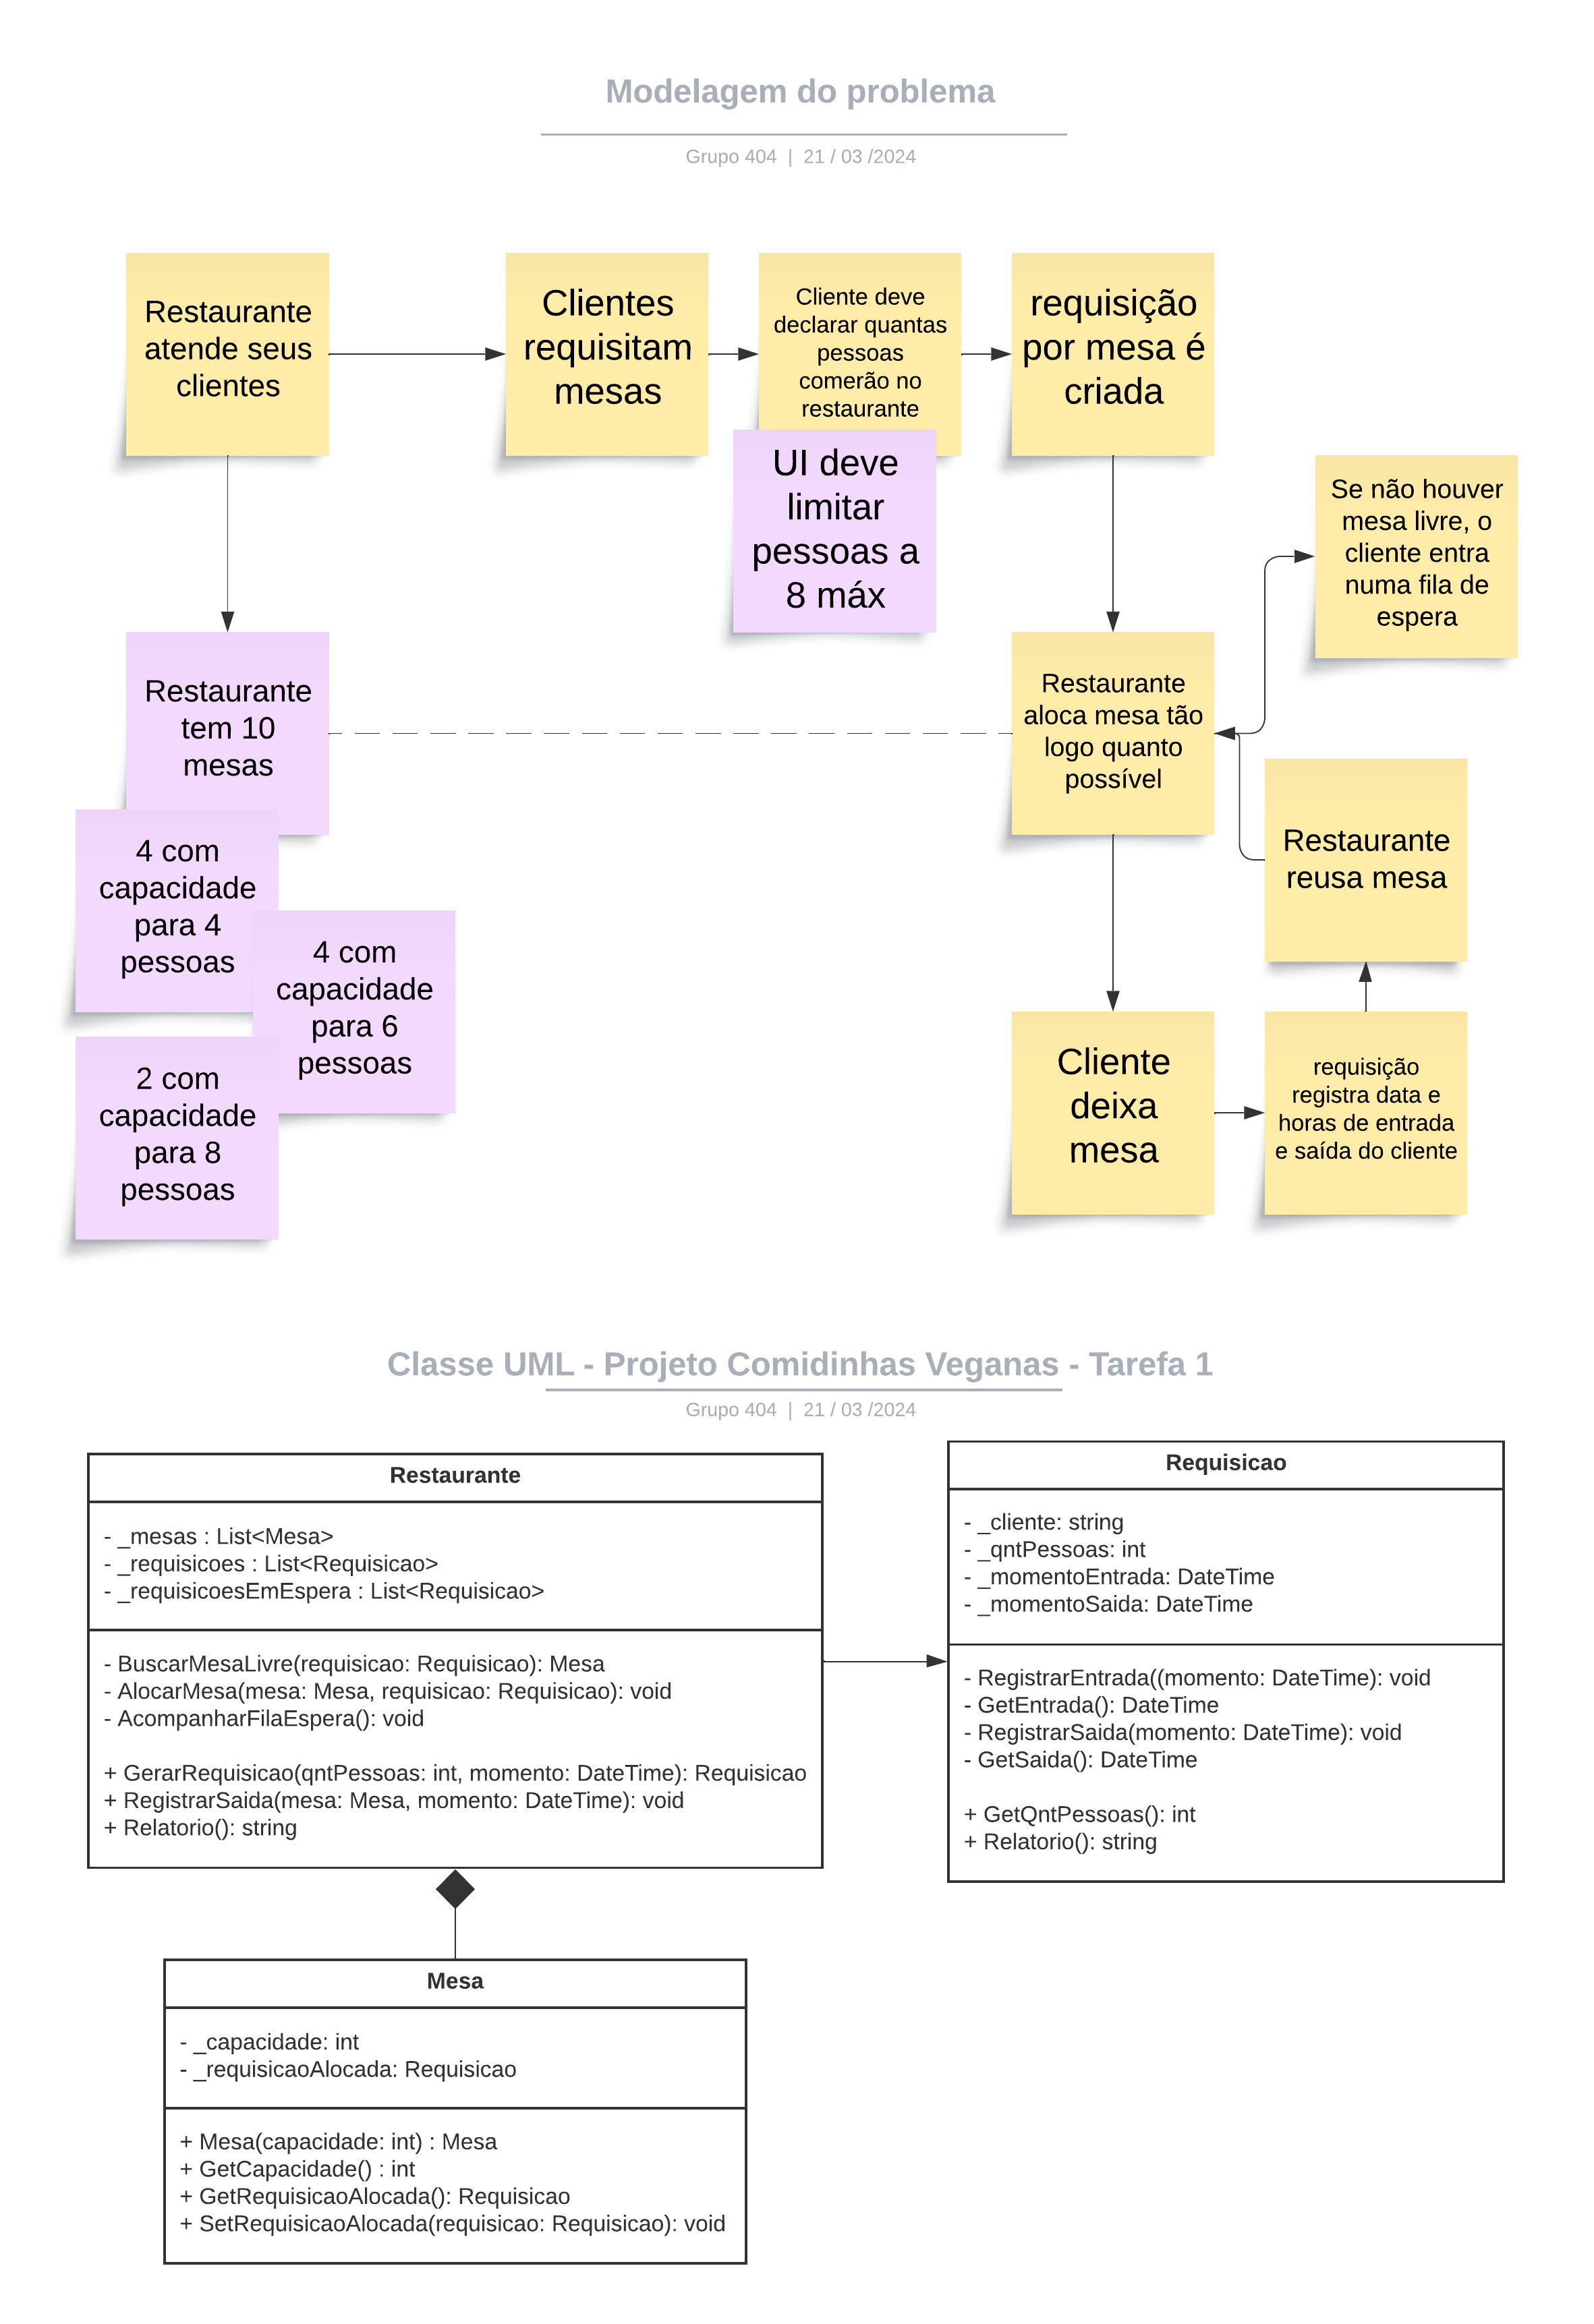 Modelagem do problema
Grupo 404 | 21 / 03 /2024
Restaurante
atende seus
clientes
Clientes
requisitam
mesas
Cliente deve
declarar quantas
pessoas
comerão no
restaurante
requisição
por mesa é
criada
UI deve
limitar
pessoas a
8 máx
Se não houver
mesa livre, o
cliente entra
numa fila de
espera
Restaurante
tem 10
mesas
Restaurante
aloca mesa tão
logo quanto
possível
Restaurante
reusa mesa
4 com
capacidade
para 4
pessoas
4 com
capacidade
para 6
pessoas
2 com
capacidade
para 8
pessoas
Cliente
deixa
mesa
requisição
registra data e
horas de entrada
e saída do cliente
Classe UML - Projeto Comidinhas Veganas - Tarefa 1
Grupo 404 | 21 / 03 /2024
Restaurante
- _mesas : List<Mesa>
- _requisicoes : List<Requisicao>
- _requisicoesEmEspera : List<Requisicao>
- BuscarMesaLivre(requisicao: Requisicao): Mesa
- AlocarMesa(mesa: Mesa, requisicao: Requisicao): void
- AcompanharFilaEspera(): void
+ GerarRequisicao(qntPessoas: int, momento: DateTime): Requisicao
+ RegistrarSaida(mesa: Mesa, momento: DateTime): void
+ Relatorio(): string
Requisicao
- _cliente: string
- _qntPessoas: int
- _momentoEntrada: DateTime
- _momentoSaida: DateTime
- RegistrarEntrada((momento: DateTime): void
- GetEntrada(): DateTime
- RegistrarSaida(momento: DateTime): void
- GetSaida(): DateTime
+ GetQntPessoas(): int
+ Relatorio(): string
Mesa
- _capacidade: int
- _requisicaoAlocada: Requisicao
+ Mesa(capacidade: int) : Mesa
+ GetCapacidade() : int
+ GetRequisicaoAlocada(): Requisicao
+ SetRequisicaoAlocada(requisicao: Requisicao): void